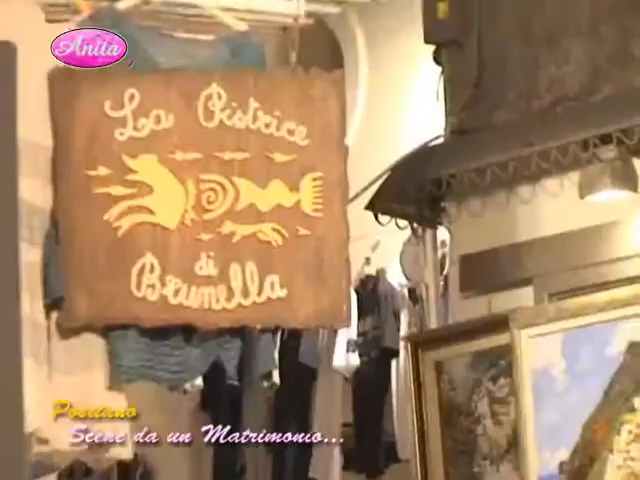 Anita
La Pistrice
di
Brunella
Positano
Scene da un Matrimonio...